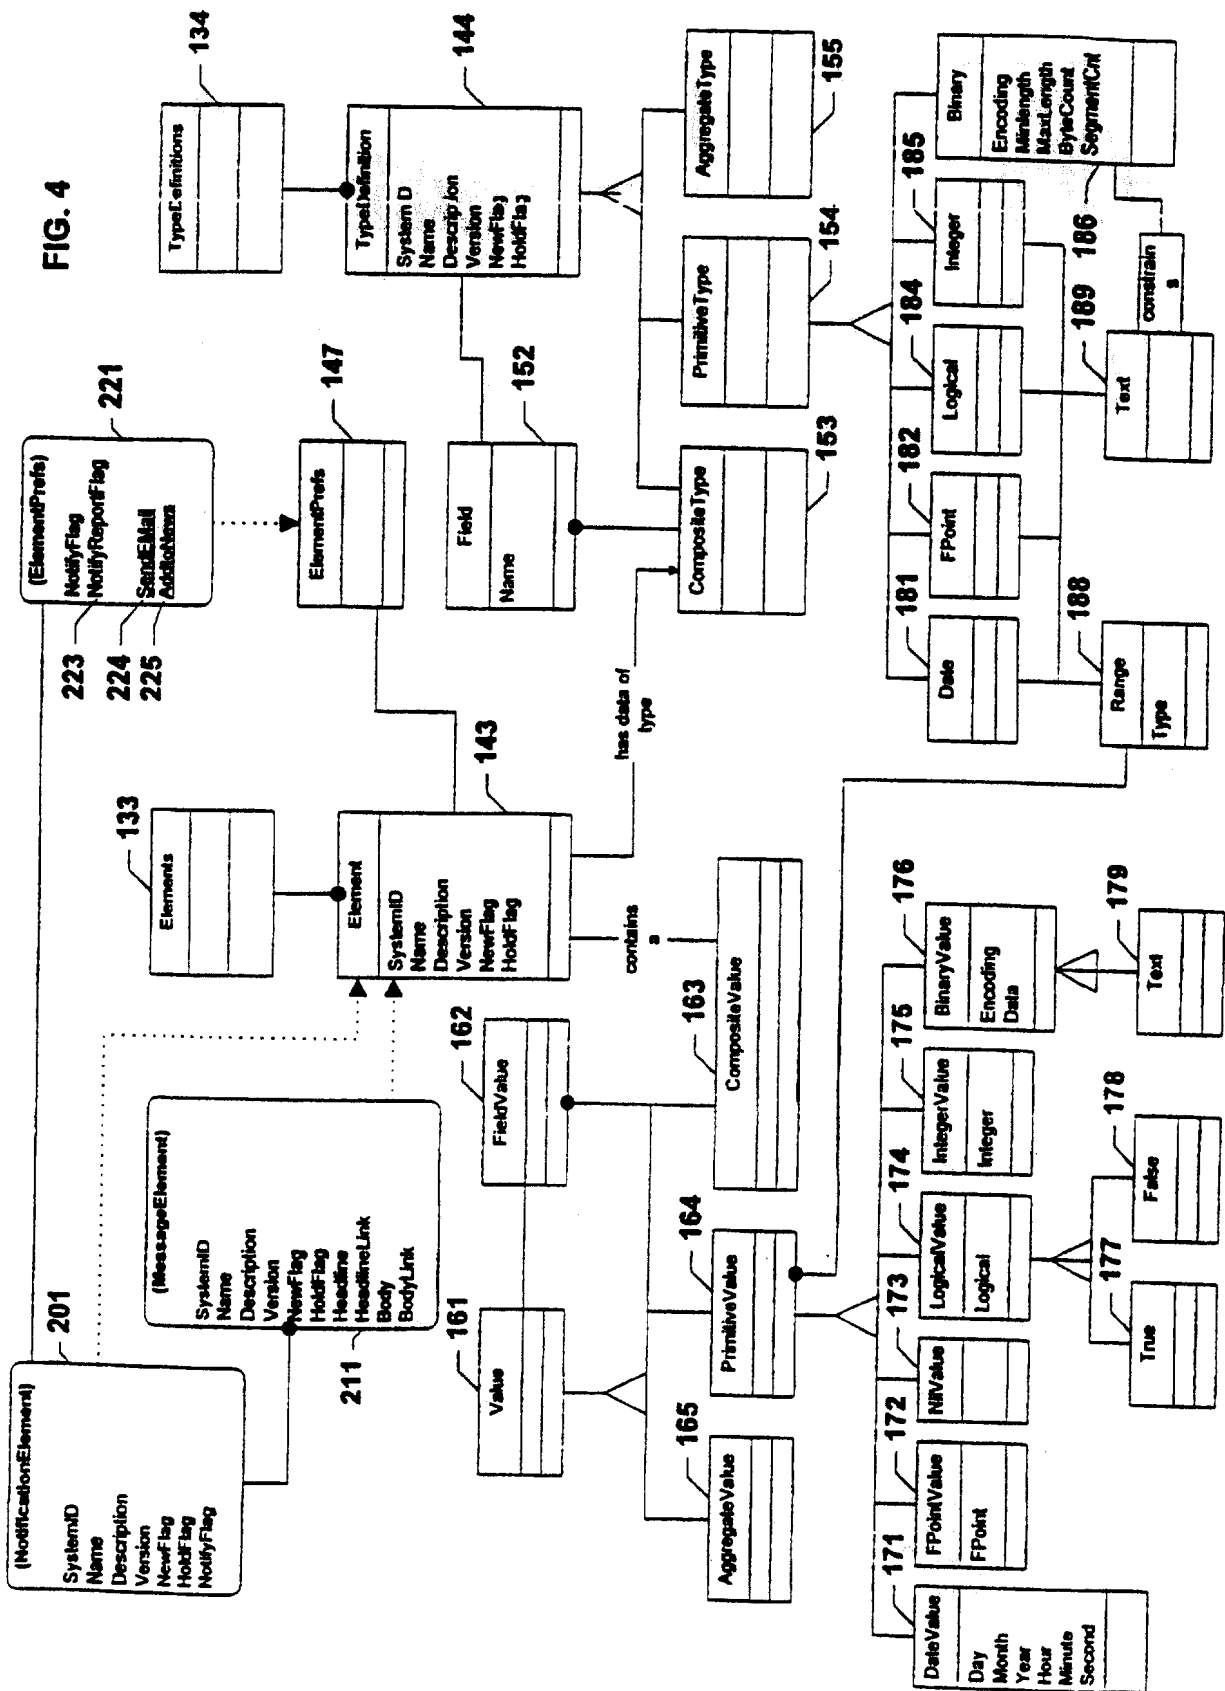 FIG. 4
(NotificationElement)
SystemID
Name
Description
Version
NewFlag
HoldFlag
NotifyFlag
201
(MessageElement)
SystemID
Name
Description
Version
NewFlag
HoldFlag
Headline
HeadlineLink
Body
BodyLink
211
Elements
133
Element
SystemID
Name
Description
Version
NewFlag
HoldFlag
143
(ElementPrefs)
NotifyFlag
NotifyReportFlag
SendEMail
AddtoNews
221
223
224
225
ElementPrefs
147
TypeDefinitions
134
TypeDefinition
System D
Name
Description
Version
NewFlag
HoldFlag
144
Field
Name
152
Value
161
FieldValue
162
contains
a
has data of
type
AggregateValue
165
PrimitiveValue
164
CompositeValue
163
CompositeType
153
PrimitiveType
154
AggregateType
155
DateValue
Day
Month
Year
Hour
Minute
Second
171
FPointValue
FPoint
172
NilValue
173
LogicalValue
Logical
174
IntegerValue
Integer
175
BinaryValue
Encoding
Data
176
True
177
False
178
Text
179
Date
181
FPoint
182
Logical
184
Integer
185
Binary
Encoding
Minlength
MaxLength
ByteCount
SegmentCnt
186
Range
Type
188
Text
189
constrain
s